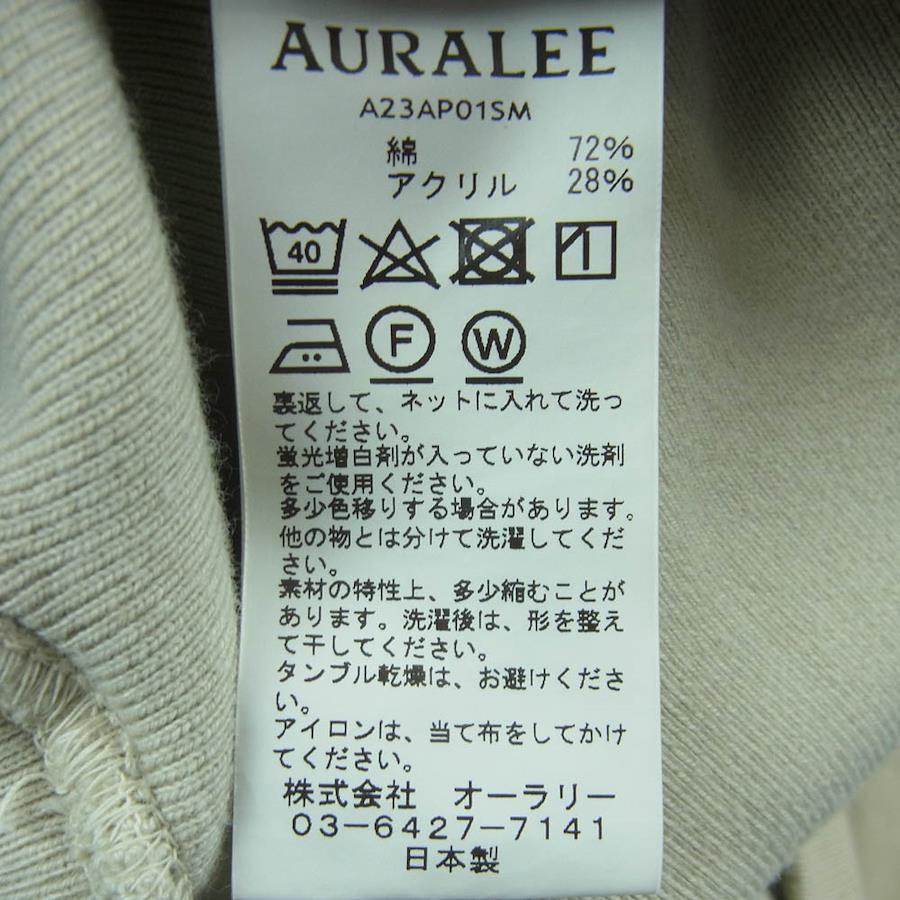 AURALEE
A23AP01SM
綿 72%
アクリル 28%
40
F W
裏返して、ネットに入れて洗っ
てください。
蛍光増白剤が入っていない洗剤
をご使用ください。
多少色移りする場合があります。
他の物とは分けて洗濯してくだ
さい。
素材の特性上、多少縮むことが
あります。洗濯後は、形を整え
て干してください。
タンブル乾燥は、お避けくださ
い。
アイロンは、当て布をしてかけ
てください。
株式会社 オーラリー
03-6427-7141
日本製